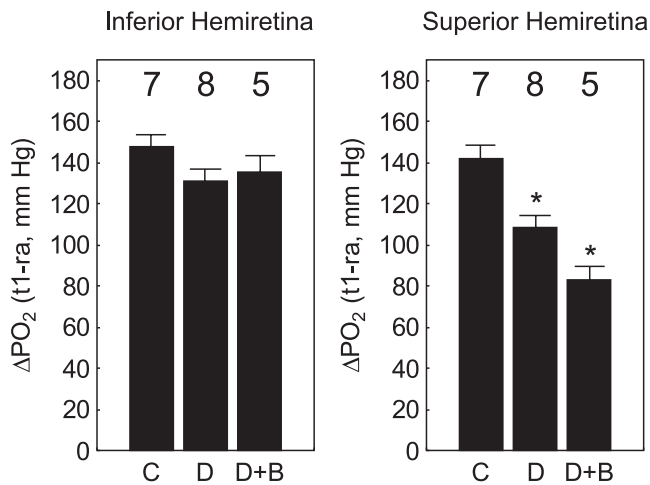 Inferior Hemiretina
7 8 5
ΔPO2 (t1-ra, mm Hg)
180
160
140
120
100
80
60
40
20
0
C D D+B
Superior Hemiretina
7 8 5
ΔPO2 (t1-ra, mm Hg)
180
160
140
120
100
80
60
40
20
0
*
*
C D D+B